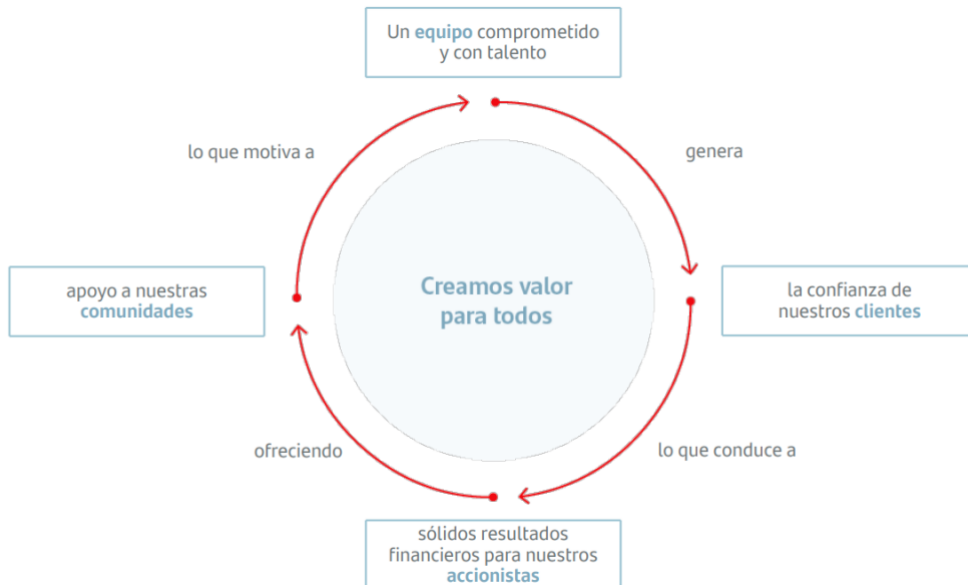 Un equipo comprometido
y con talento
genera
la confianza de
nuestros clientes
lo que conduce a
sólidos resultados
financieros para nuestros
accionistas
ofreciendo
apoyo a nuestras
comunidades
lo que motiva a
Creamos valor
para todos